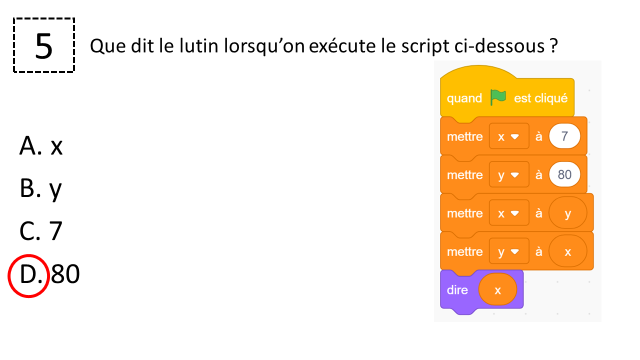 5
Que dit le lutin lorsqu'on exécute le script ci-dessous ?
A. x
B. y
C. 7
D. 80
quand est cliqué
mettre x à 7
mettre y à 80
mettre x à y
mettre y à x
dire x